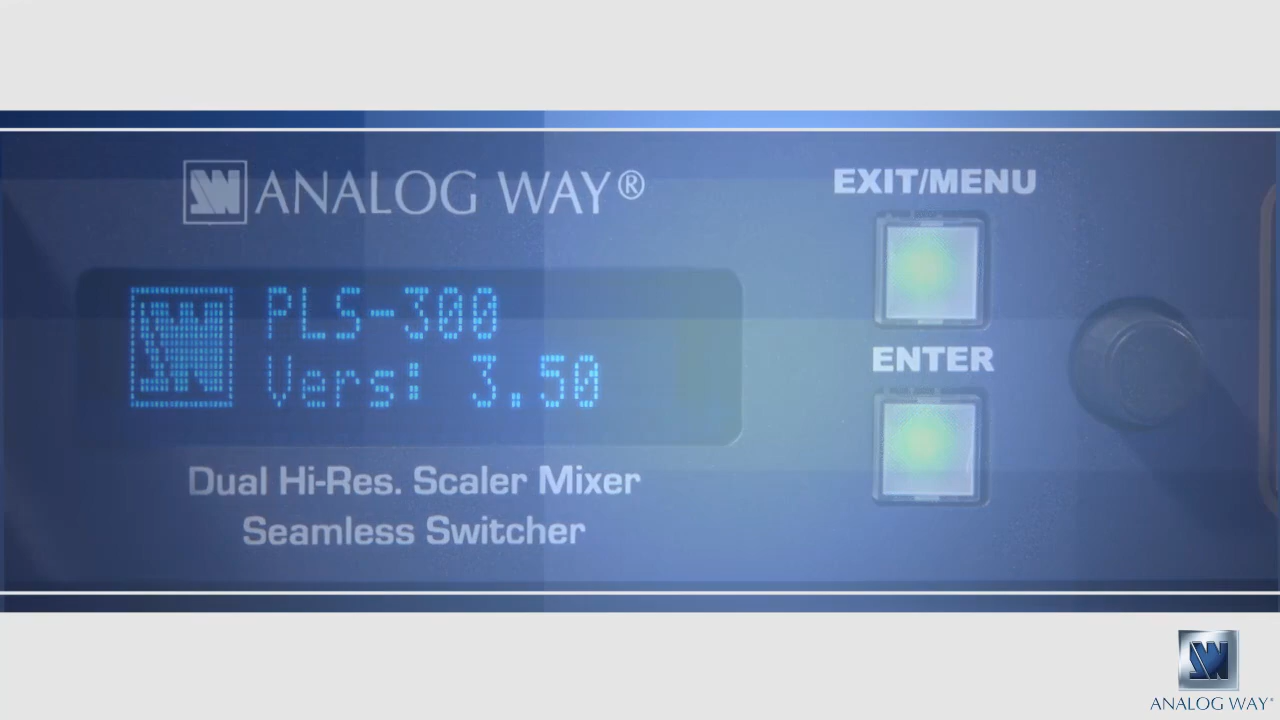 ANALOG WAY®
EXIT/MENU
PLS-300
Vers: 3.50
ENTER
Dual Hi-Res. Scaler Mixer
Seamless Switcher
ANALOG WAY®